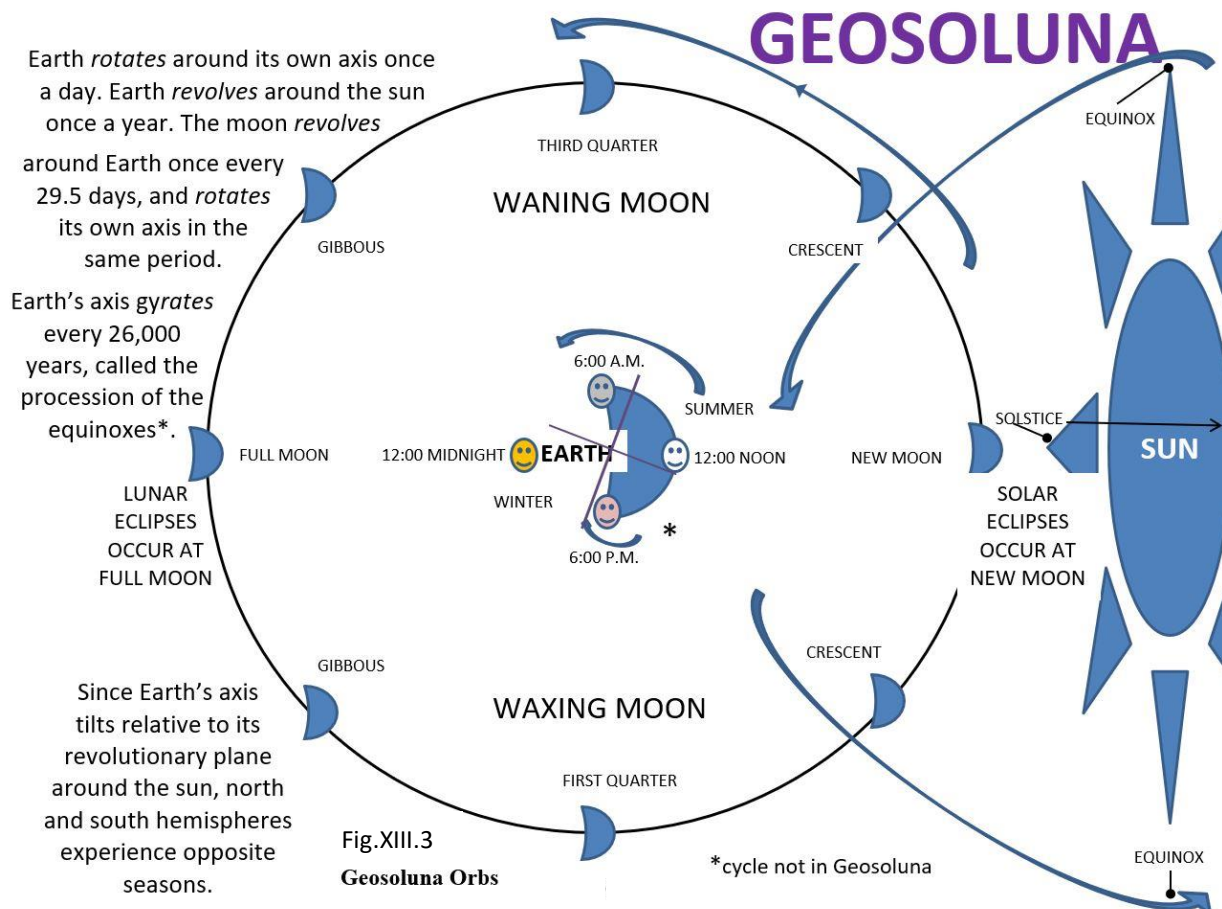 GEOSOLUNA
Earth rotates around its own axis once
a day. Earth revolves around the sun
once a year. The moon revolves
around Earth once every
29.5 days, and rotates
its own axis in the
same period.
Earth's axis gyrates
every 26,000
years, called the
procession of the
equinoxes*.
EQUINOX
THIRD QUARTER
WANING MOON
GIBBOUS
CRESCENT
6:00 A.M.
SUMMER
SOLSTICE
SUN
FULL MOON
12:00 MIDNIGHT
EARTH
12:00 NOON
NEW MOON
WINTER
*
6:00 P.M.
LUNAR
ECLIPSES
OCCUR AT
FULL MOON
SOLAR
ECLIPSES
OCCUR AT
NEW MOON
GIBBOUS
CRESCENT
WAXING MOON
FIRST QUARTER
Since Earth's axis
tilts relative to its
revolutionary plane
around the sun, north
and south hemispheres
experience opposite
seasons.
Fig.XIII.3
Geosoluna Orbs
*cycle not in Geosoluna
EQUINOX